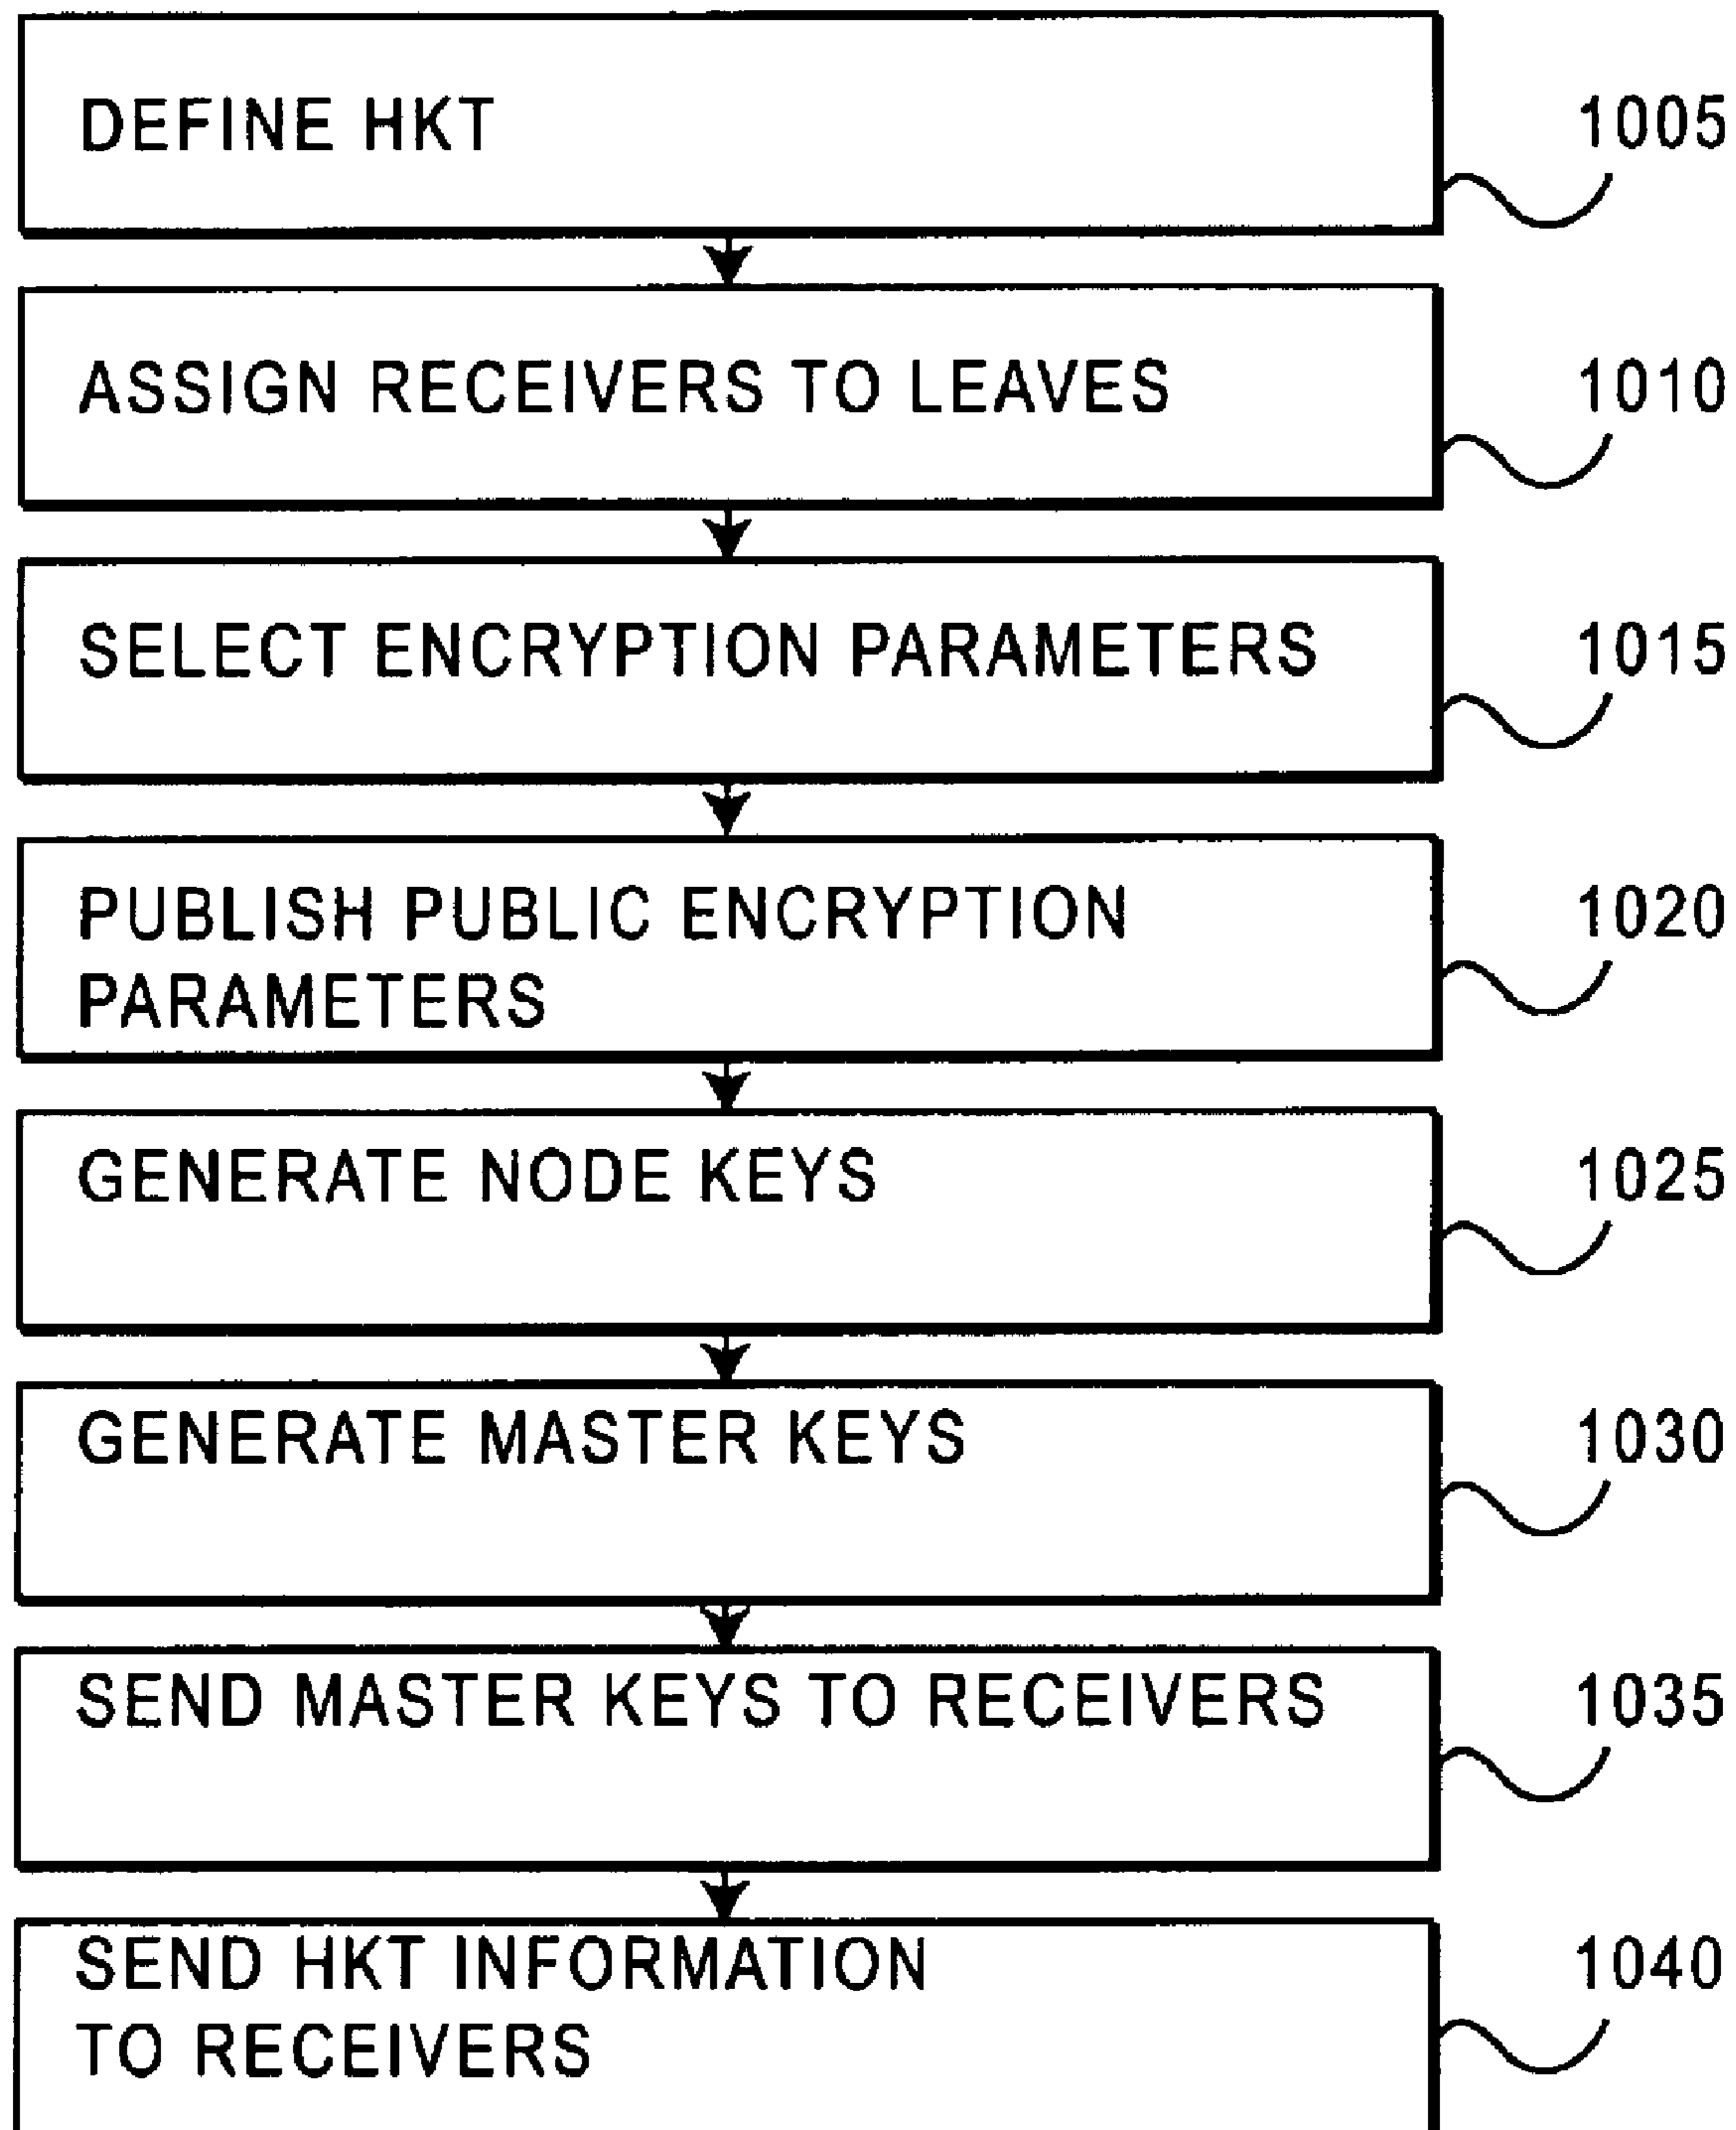 DEFINE HKT
1005
ASSIGN RECEIVERS TO LEAVES
1010
SELECT ENCRYPTION PARAMETERS
1015
PUBLISH PUBLIC ENCRYPTION
PARAMETERS
1020
GENERATE NODE KEYS
1025
GENERATE MASTER KEYS
1030
SEND MASTER KEYS TO RECEIVERS
1035
SEND HKT INFORMATION
TO RECEIVERS
1040